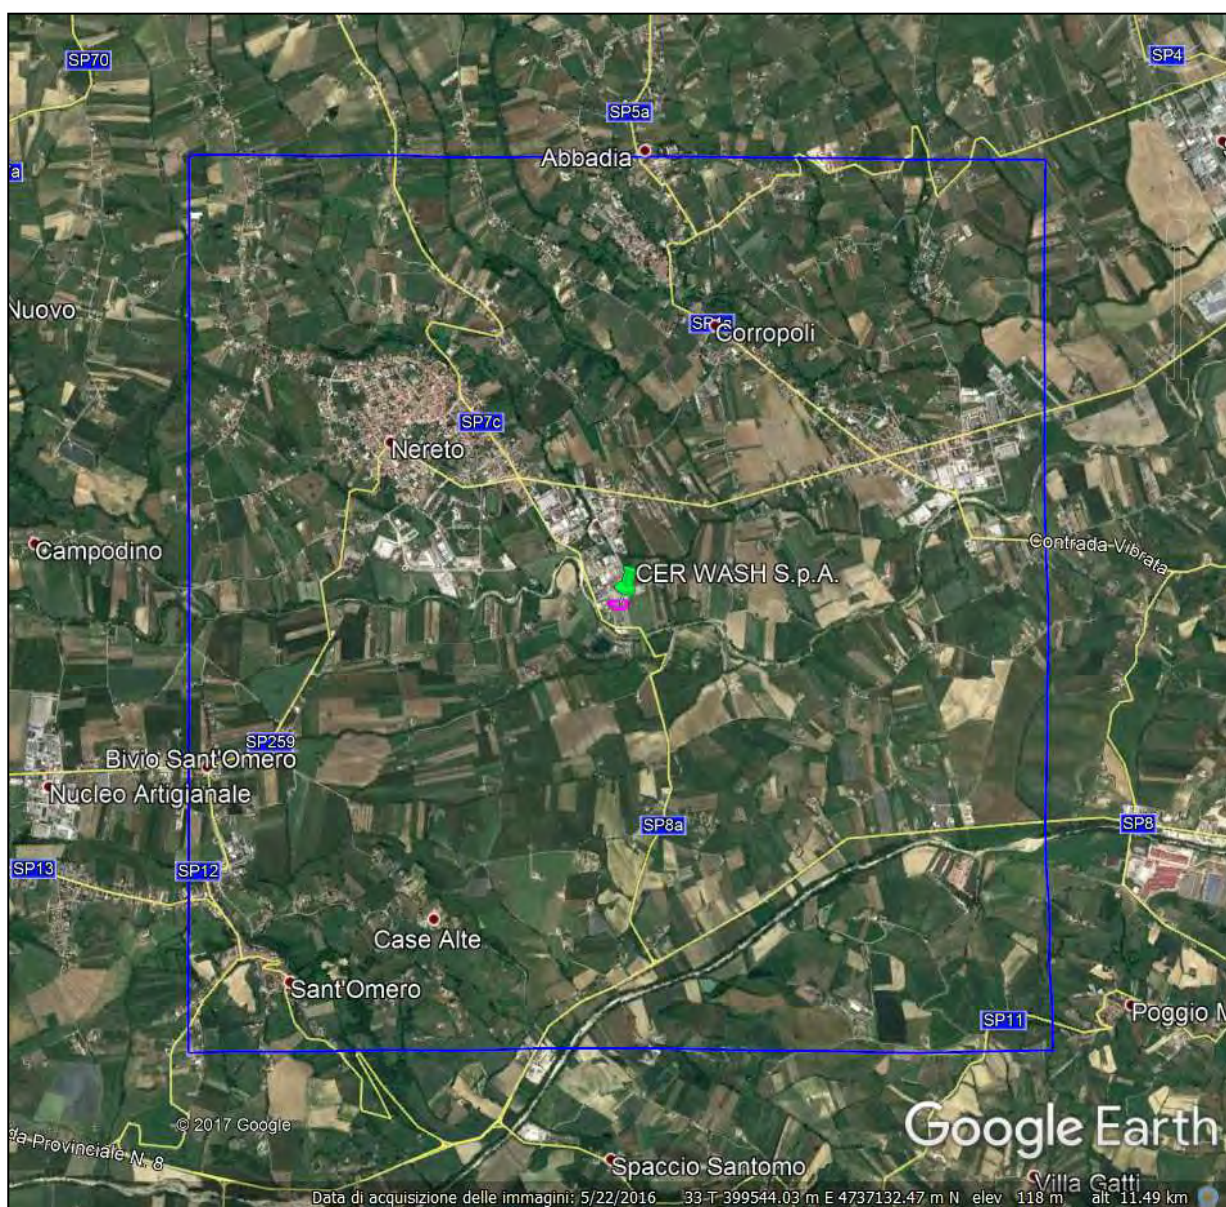 SP70
SP4
SP5a
Abbadia
a
Nuovo
Corropoli
SP7c
Nereto
Campodino
Contrada Vibrata
CER WASH S.p.A.
SP259
Bivio Sant'Omero
Nucleo Artigianale
SP8a
SP8
SP13
SP12
Case Alte
Sant'Omero
SP11
Poggio M
© 2017 Google
Google Earth
da Provinciale N. 8
Spaccio Santomo
Villa Gatti
Data di acquisizione delle immagini: 5/22/2016 33 T 399544.03 m E 4737132.47 m N elev 118 m alt 11.49 km